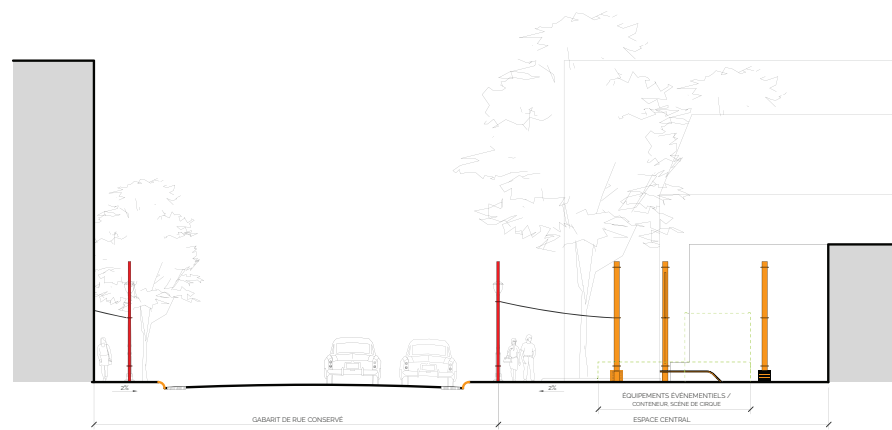 2%
2%
ÉQUIPEMENTS ÉVÉNEMENTIELS /
CONTENEUR, SCÈNE DE CIRQUE
GABARIT DE RUE CONSERVÉ
ESPACE CENTRAL